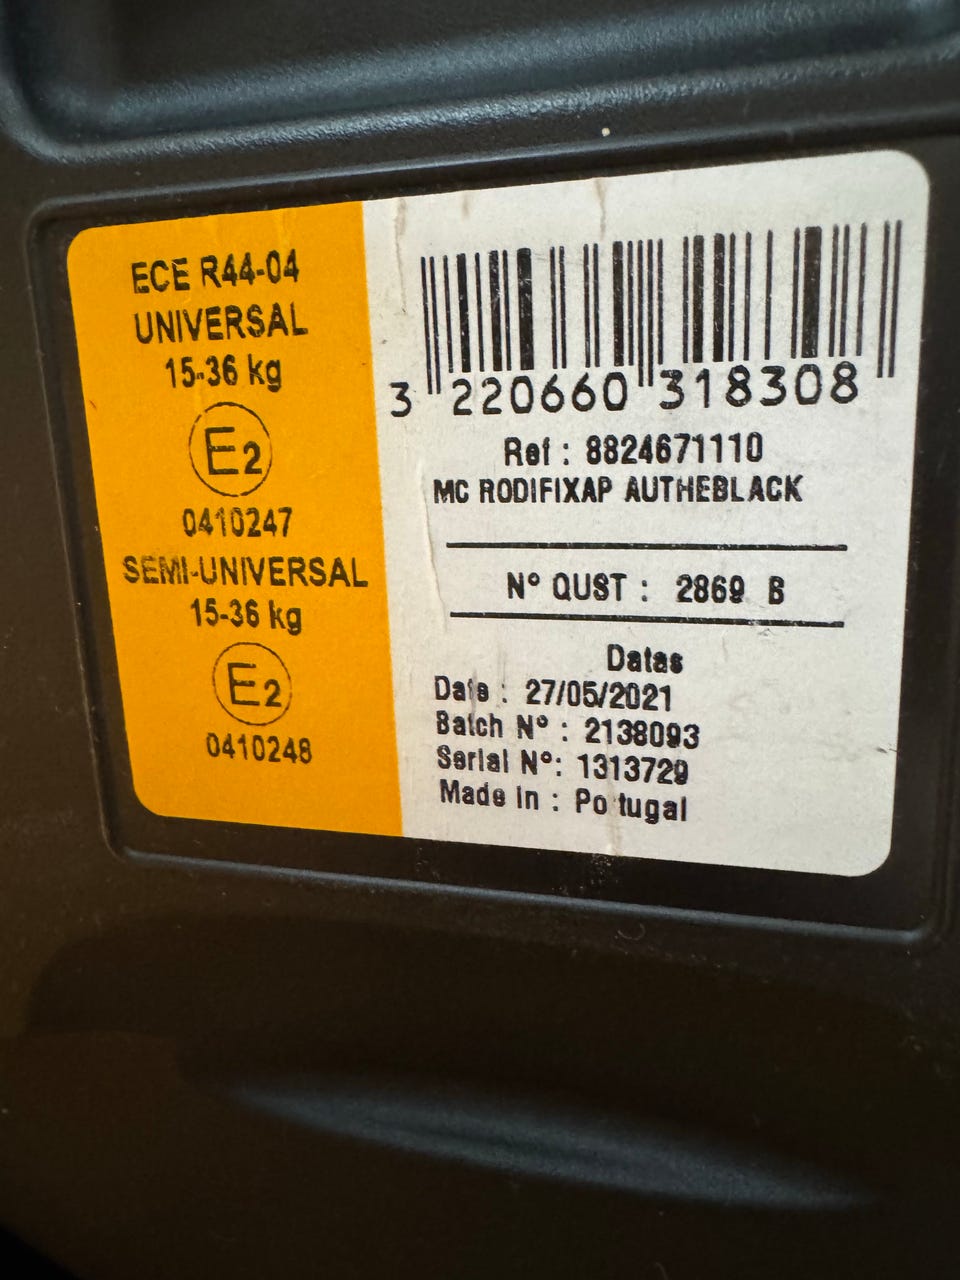 ECE R44-04
UNIVERSAL
15-36 kg
E2
0410247
SEMI-UNIVERSAL
15-36 kg
E2
0410248
3 220660 318308
Ref : 8824671110
MC RODIFIXAP AUTHEBLACK
N° QUST : 2869 B
Datas
Date : 27/05/2021
Batch N° : 2138093
Serial N°: 1313729
Made in : Portugal